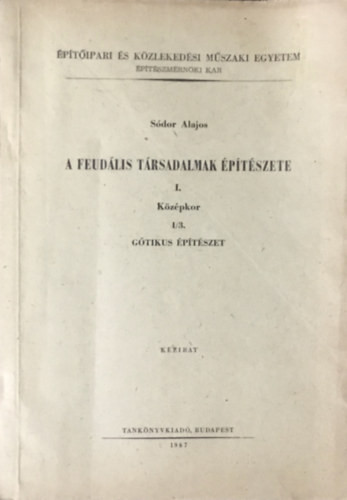 ÉPÍTŐIPARI ÉS KÖZLEKEDÉSI MŰSZAKI EGYETEM
ÉPÍTÉSZMÉRNÖKI KAR
Sódor Alajos
A FEUDÁLIS TÁRSADALMAK ÉPÍTÉSZETE
I.
Középkor
I/3.
GÓTIKUS ÉPÍTÉSZET
KÉZIRAT
TANKÖNYVKIADÓ, BUDAPEST
1967